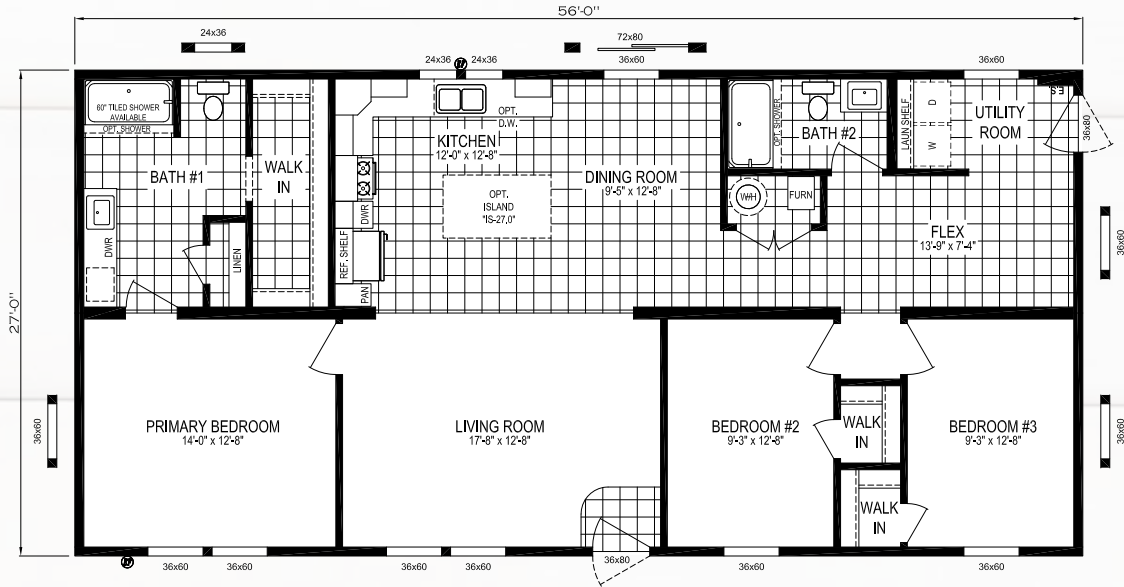 56'-0"
24x36
72x80
24x36
24x36
36x60
36x60
60" TILED SHOWER
AVAILABLE
OPT. SHOWER
OPT.
D.W.
KITCHEN
12'-0" x 12'-8"
OPT. SHOWER
BATH #2
LAUN SHELF
D
W
UTILITY
ROOM
E.S.
36x80
BATH #1
WALK
IN
DINING ROOM
9'-5" x 12'-8"
OPT.
ISLAND
"IS-27.0"
W/H
FURN
DWR
DWR
REF. SHELF
PAN
LINEN
FLEX
13'-9" x 7'-4"
36x60
27'-0"
36x60
PRIMARY BEDROOM
14'-0" x 12'-8"
LIVING ROOM
17'-8" x 12'-8"
BEDROOM #2
9'-3" x 12'-8"
WALK
IN
BEDROOM #3
9'-3" x 12'-8"
36x60
WALK
IN
36x60
36x60
36x60
36x60
36x80
36x60
36x60